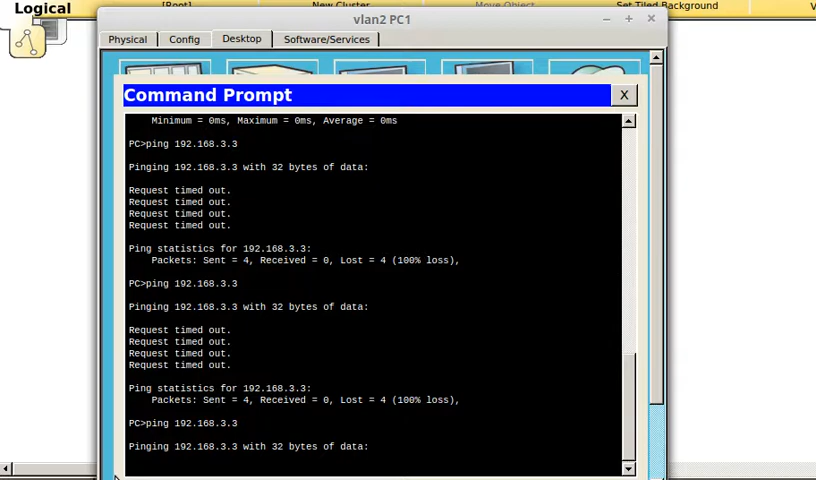 Logical
[Root]
New Cluster
Move Object
Set Tiled Background
V
vlan2 PC1
Physical
Config
Desktop
Software/Services
Command Prompt
X
Minimum = 0ms, Maximum = 0ms, Average = 0ms
PC>ping 192.168.3.3
Pinging 192.168.3.3 with 32 bytes of data:
Request timed out.
Request timed out.
Request timed out.
Request timed out.
Ping statistics for 192.168.3.3:
Packets: Sent = 4, Received = 0, Lost = 4 (100% loss),
PC>ping 192.168.3.3
Pinging 192.168.3.3 with 32 bytes of data:
Request timed out.
Request timed out.
Request timed out.
Request timed out.
Ping statistics for 192.168.3.3:
Packets: Sent = 4, Received = 0, Lost = 4 (100% loss),
PC>ping 192.168.3.3
Pinging 192.168.3.3 with 32 bytes of data: